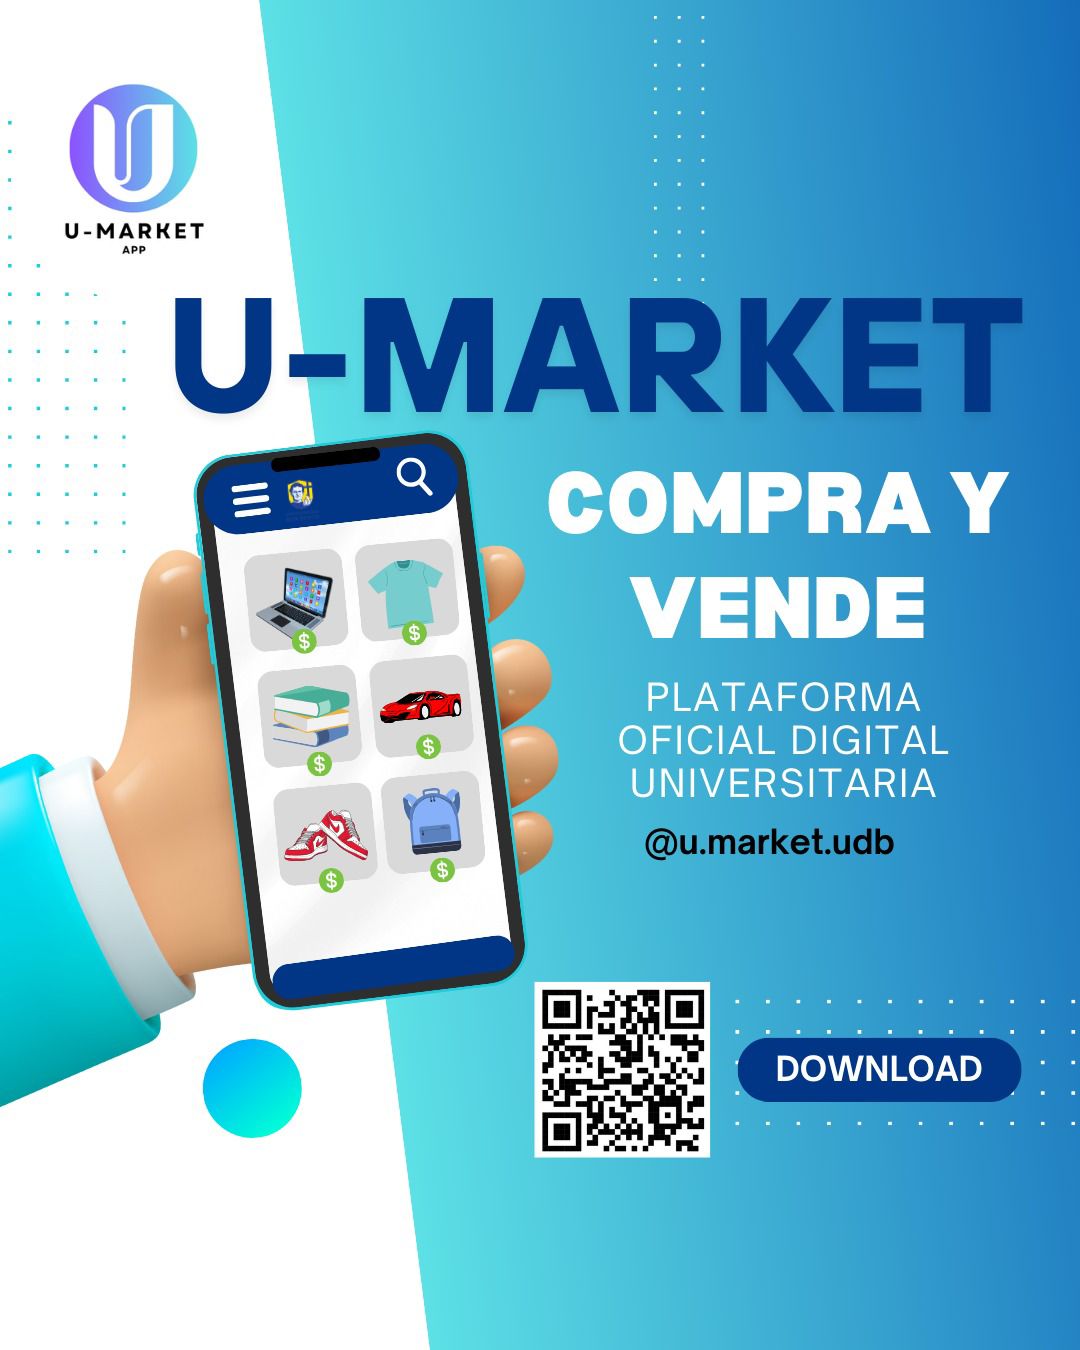 U-MARKET
APP
U-MARKET
COMPRA Y
VENDE
PLATAFORMA
OFICIAL DIGITAL
UNIVERSITARIA
@u.market.udb
$
$
$
$
$
$
DOWNLOAD